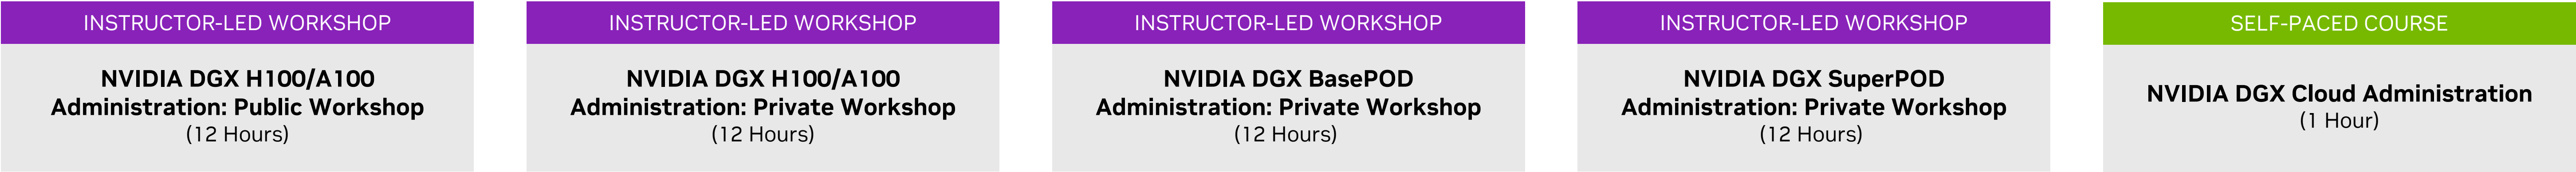 INSTRUCTOR-LED WORKSHOP
NVIDIA DGX H100/A100
Administration: Public Workshop
(12 Hours)
INSTRUCTOR-LED WORKSHOP
NVIDIA DGX H100/A100
Administration: Private Workshop
(12 Hours)
INSTRUCTOR-LED WORKSHOP
NVIDIA DGX BasePOD
Administration: Private Workshop
(12 Hours)
INSTRUCTOR-LED WORKSHOP
NVIDIA DGX SuperPOD
Administration: Private Workshop
(12 Hours)
SELF-PACED COURSE
NVIDIA DGX Cloud Administration
(1 Hour)